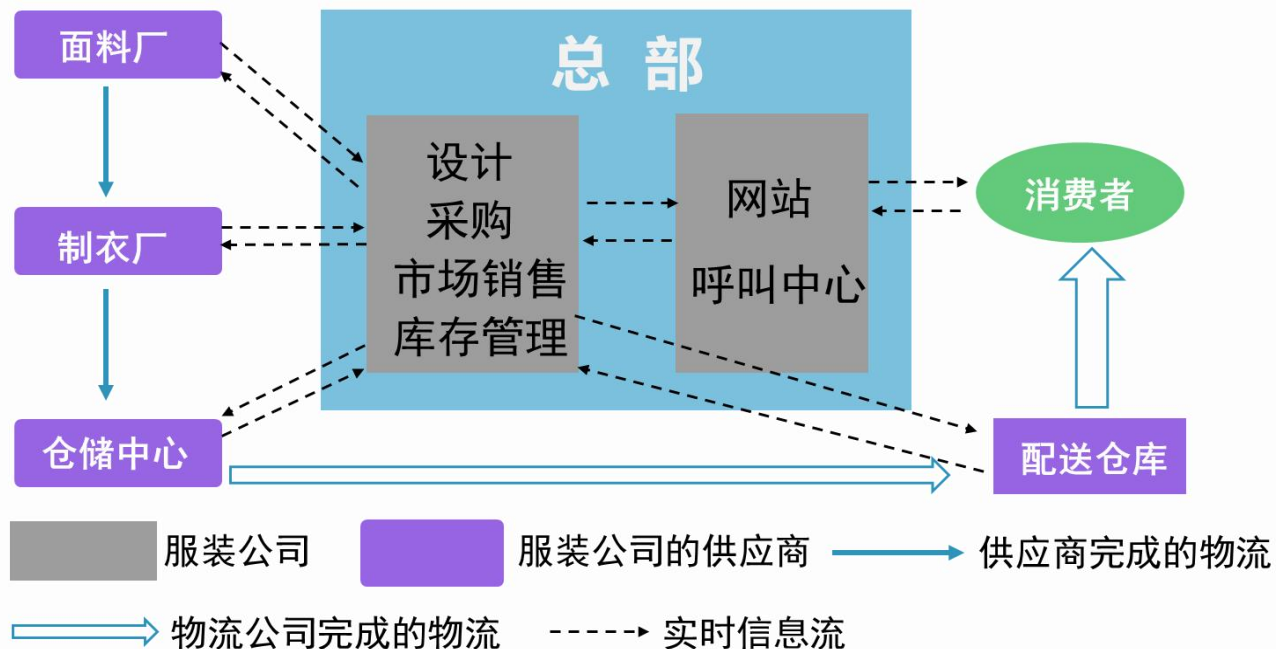 面料厂
总 部
设计
采购
市场销售
库存管理
网站
呼叫中心
消费者
制衣厂
仓储中心
配送仓库
服装公司
服装公司的供应商
供应商完成的物流
物流公司完成的物流
实时信息流